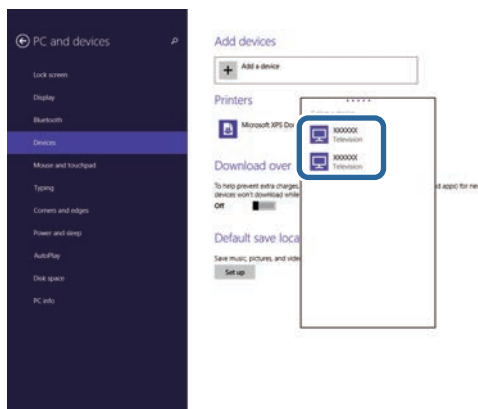 PC and devices
Lock screen
Display
Bluetooth
Devices
Mouse and touchpad
Typing
Corners and edges
Power and sleep
AutoPlay
Disk space
PC info
Add devices
Add a device
Printers
Microsoft XPS Doc
XXXXXX
Television
XXXXXX
Television
Download over
To help prevent extra charges,
d apps) for new
devices won't download while
Off
Default save loca
Save music, pictures, and video
Set up